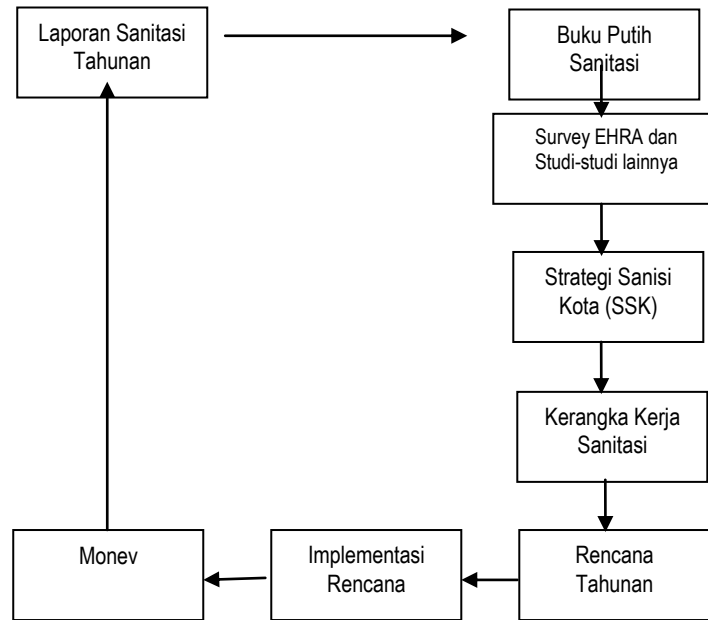 Laporan Sanitasi
Tahunan
Buku Putih
Sanitasi
Survey EHRA dan
Studi-studi lainnya
Strategi Sanisi
Kota (SSK)
Kerangka Kerja
Sanitasi
Rencana
Tahunan
Implementasi
Rencana
Monev